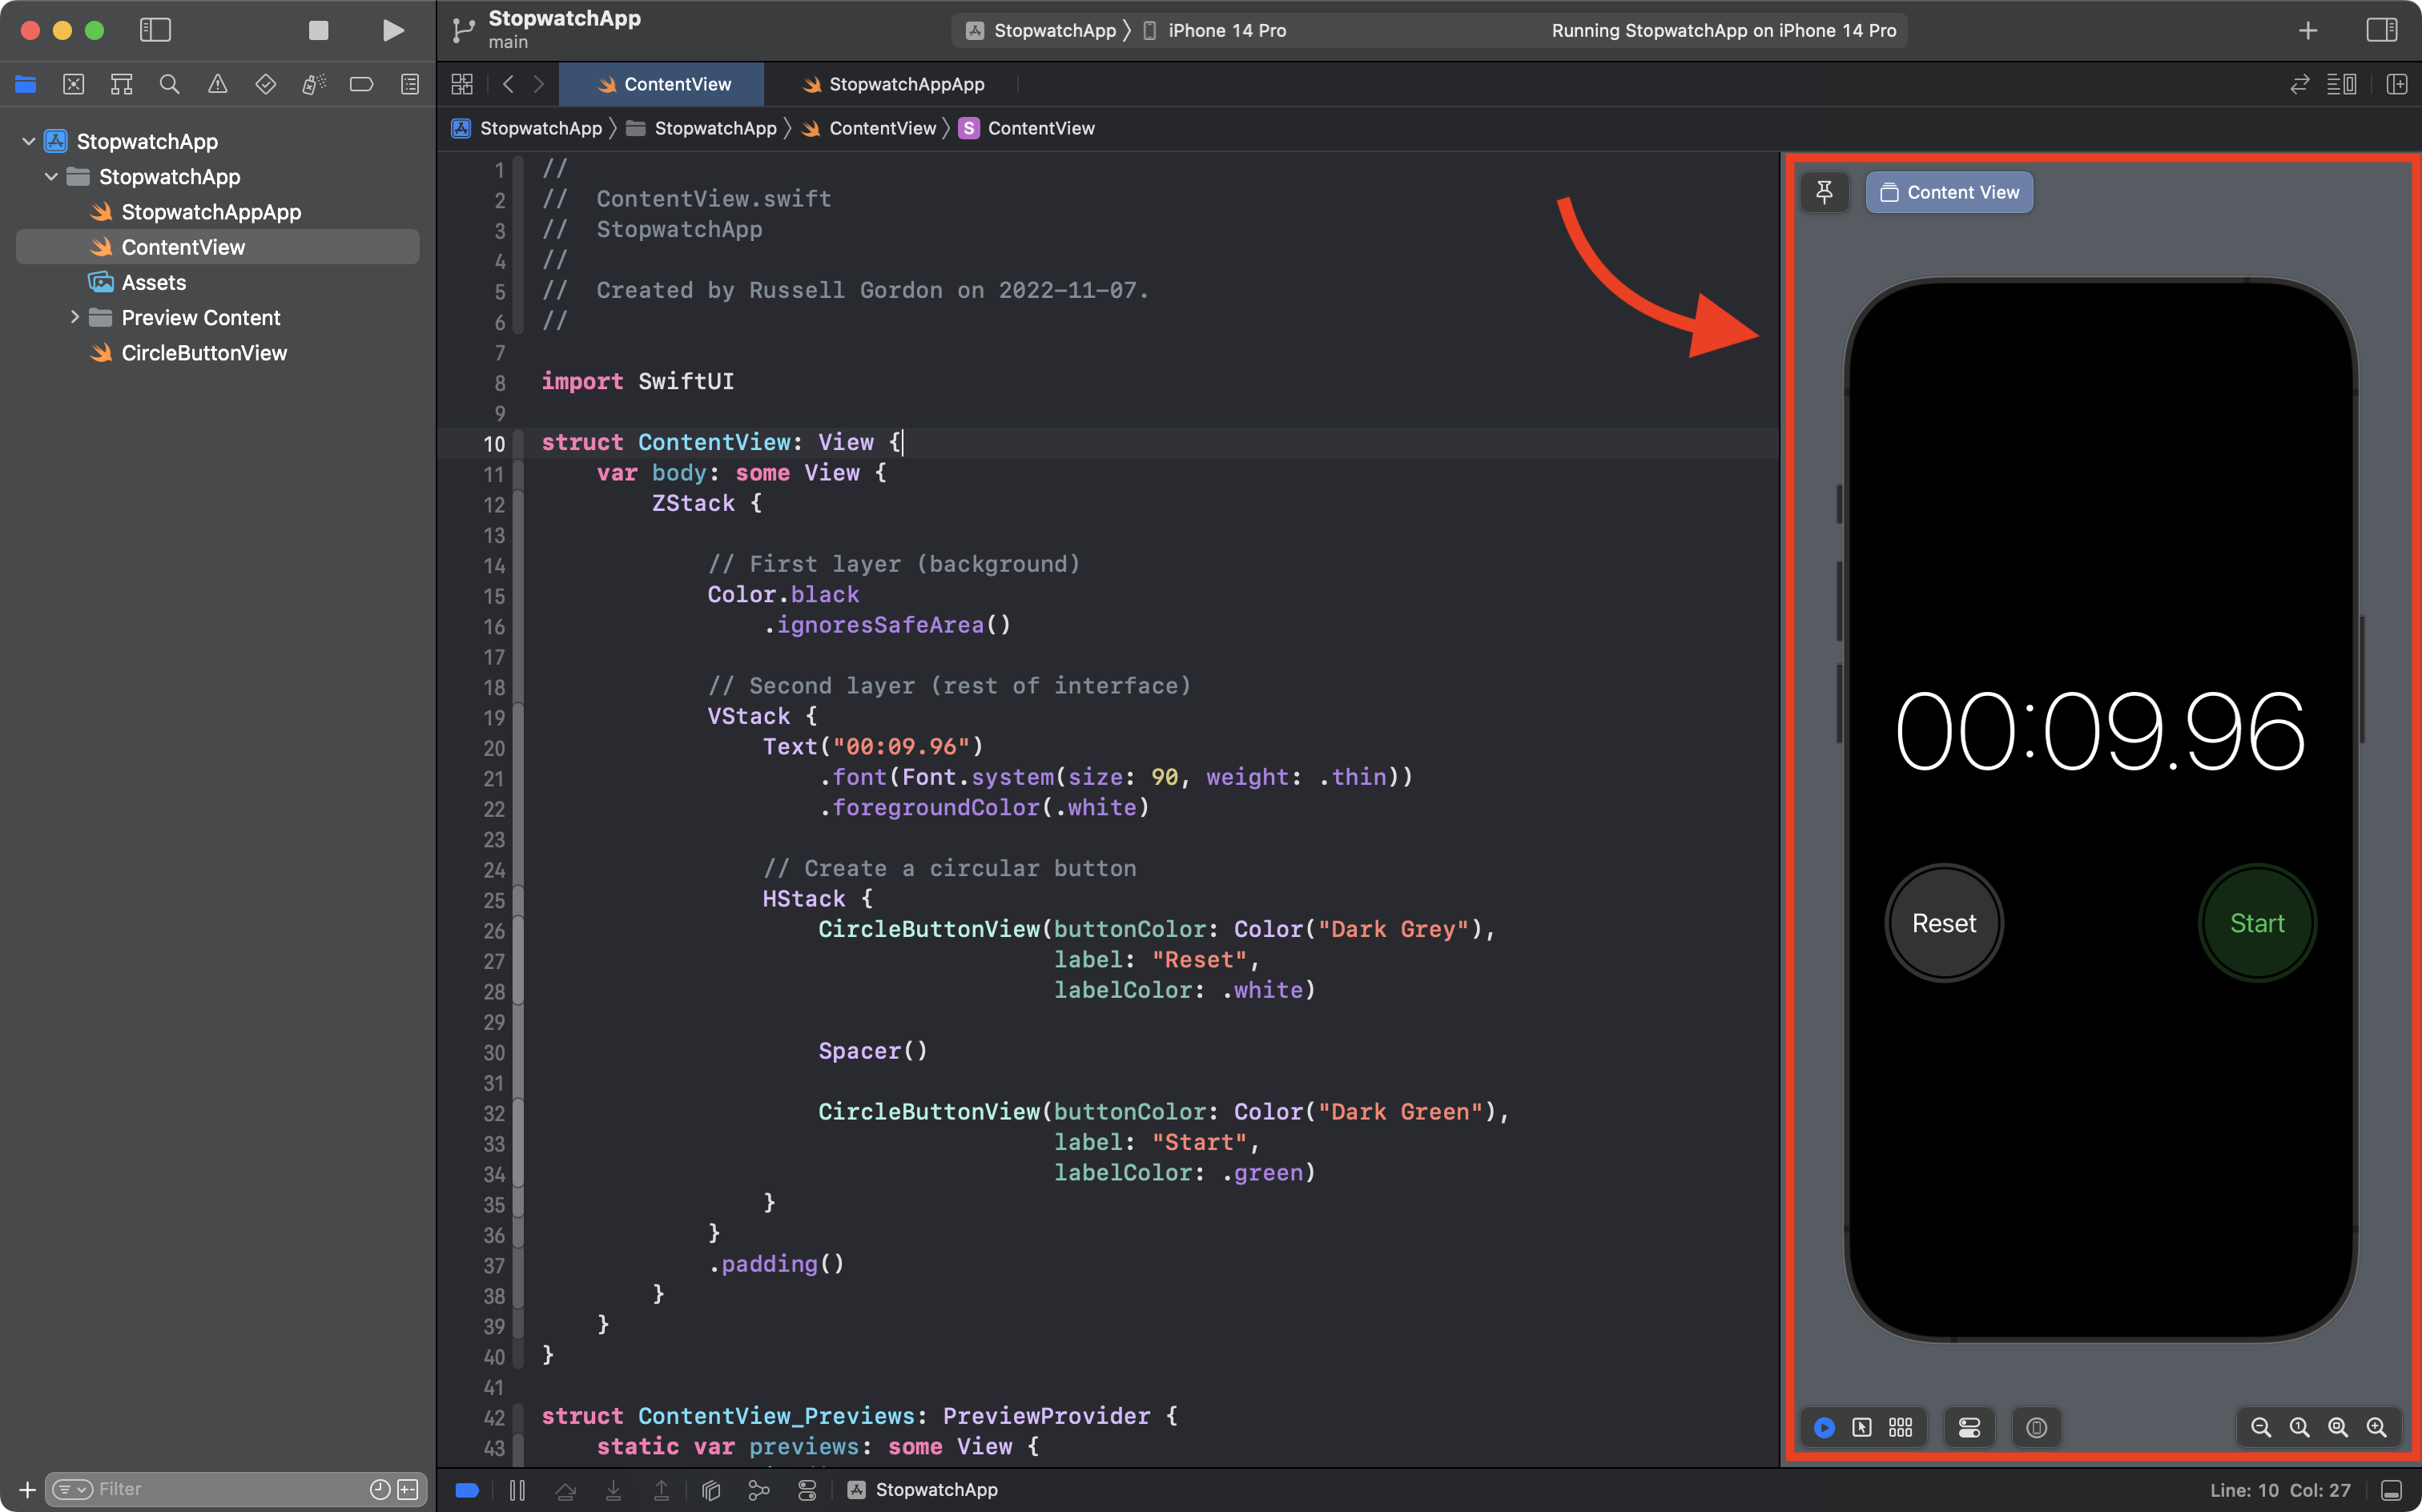 StopwatchApp
main
StopwatchApp
iPhone 14 Pro
Running StopwatchApp on iPhone 14 Pro
ContentView
StopwatchAppApp
StopwatchApp
StopwatchApp
ContentView
S
ContentView
StopwatchApp
StopwatchApp
StopwatchAppApp
ContentView
Assets
Preview Content
CircleButtonView
1 //
2 //  ContentView.swift
3 //  StopwatchApp
4 //
5 //  Created by Russell Gordon on 2022-11-07.
6 //
7
8 import SwiftUI
9
10 struct ContentView: View {
11     var body: some View {
12         ZStack {
13
14             // First layer (background)
15             Color.black
16                 .ignoresSafeArea()
17
18             // Second layer (rest of interface)
19             VStack {
20                 Text("00:09.96")
21                     .font(Font.system(size: 90, weight: .thin))
22                     .foregroundColor(.white)
23
24                 // Create a circular button
25                 HStack {
26                     CircleButtonView(buttonColor: Color("Dark Grey"),
27                                      label: "Reset",
28                                      labelColor: .white)
29
30                     Spacer()
31
32                     CircleButtonView(buttonColor: Color("Dark Green"),
33                                      label: "Start",
34                                      labelColor: .green)
35                 }
36             }
37             .padding()
38         }
39     }
40 }
41
42 struct ContentView_Previews: PreviewProvider {
43     static var previews: some View {
Content View
00:09.96
Reset
Start
Filter
StopwatchApp
Line: 10  Col: 27